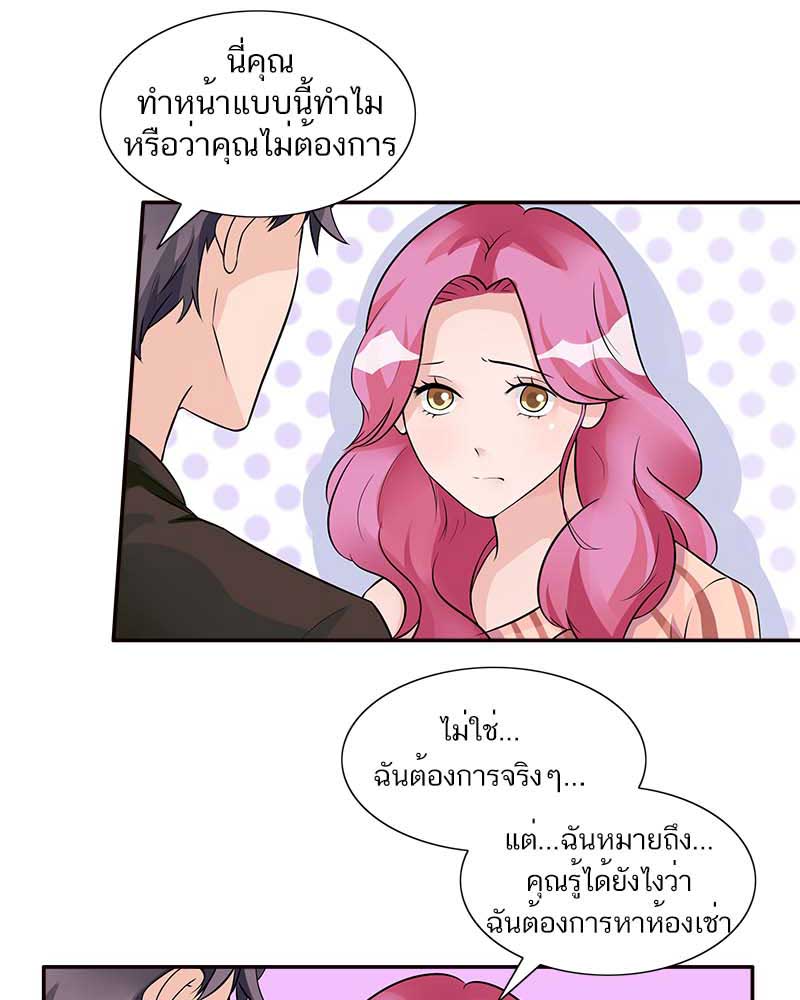 นี่คุณ
ทำหน้าแบบนี้ทำไม
หรือว่าคุณไม่ต้องการ
ไม่ใช่...
ฉันต้องการจริงๆ...
แต่...ฉันหมายถึง...
คุณรู้ได้ยังไงว่า
ฉันต้องการหาห้องเช่า